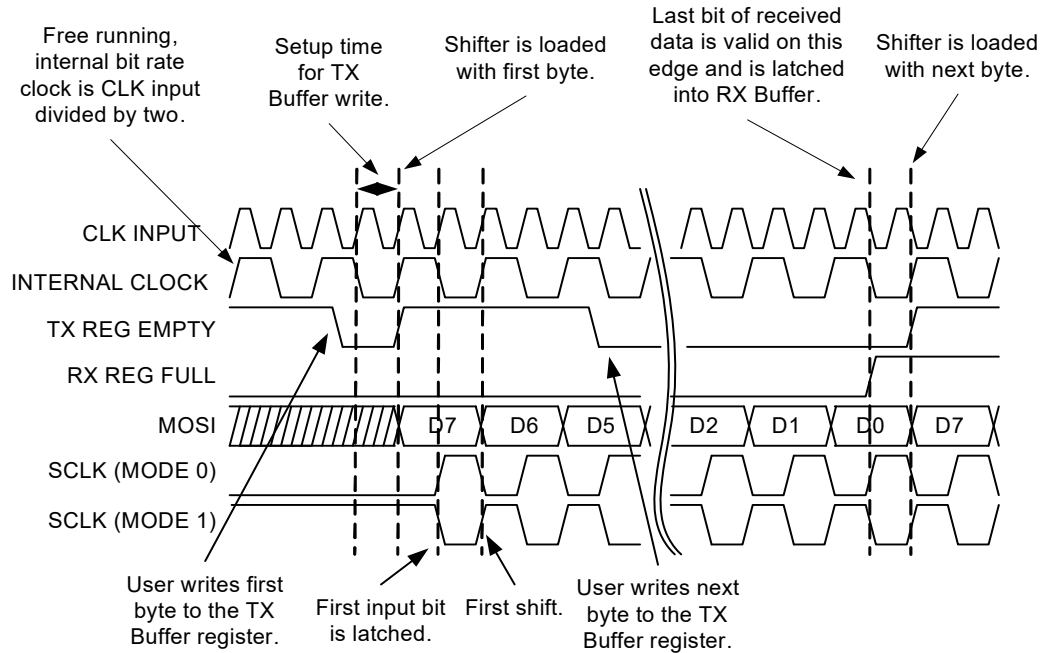 Free running,
internal bit rate
clock is CLK input
divided by two.
Setup time
for TX
Buffer write.
Shifter is loaded
with first byte.
Last bit of received
data is valid on this
edge and is latched
into RX Buffer.
Shifter is loaded
with next byte.
CLK INPUT
INTERNAL CLOCK
TX REG EMPTY
RX REG FULL
MOSI
D7
D6
D5
D2
D1
D0
D7
SCLK (MODE 0)
SCLK (MODE 1)
User writes first
byte to the TX
Buffer register.
First input bit
is latched.
First shift.
User writes next
byte to the TX
Buffer register.